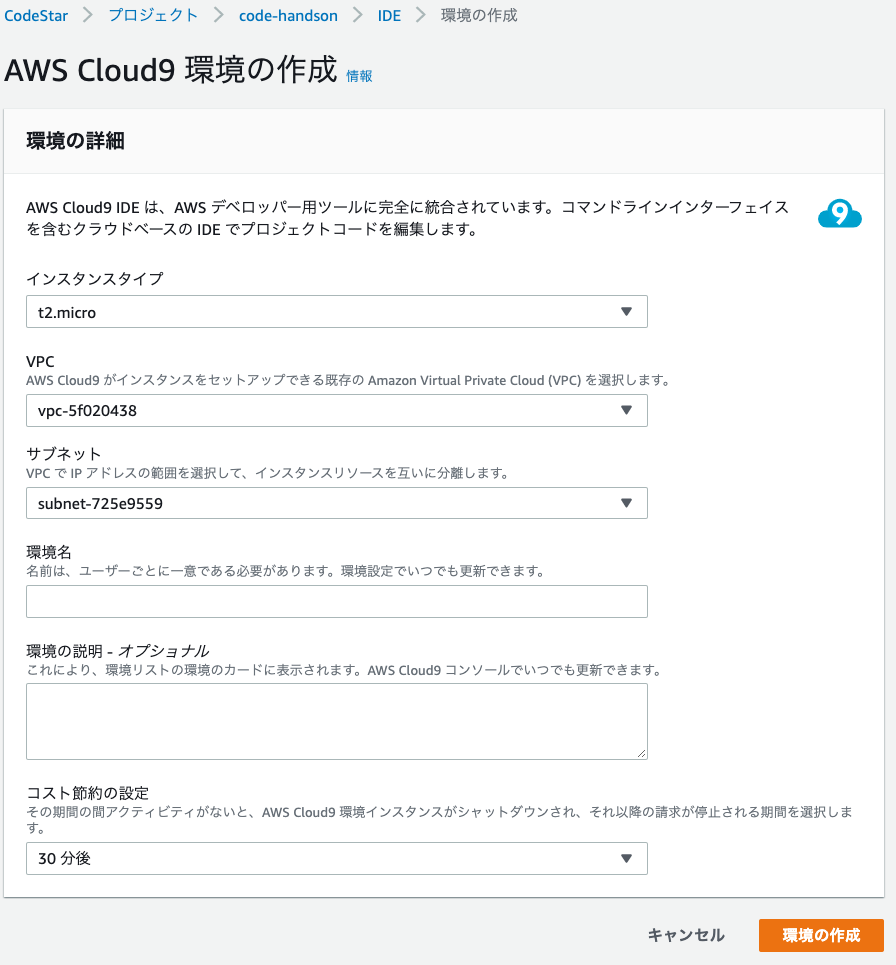 CodeStar > プロジェクト > code-handson > IDE > 環境の作成
AWS Cloud9 環境の作成 情報
環境の詳細
AWS Cloud9 IDE は、AWS デベロッパー用ツールに完全に統合されています。コマンドラインインターフェイス
を含むクラウドベースの IDE でプロジェクトコードを編集します。
9
インスタンスタイプ
t2.micro
VPC
AWS Cloud9 がインスタンスをセットアップできる既存の Amazon Virtual Private Cloud (VPC) を選択します。
vpc-5f020438
サブネット
VPC で IP アドレスの範囲を選択して、インスタンスリソースを互いに分離します。
subnet-725e9559
環境名
名前は、ユーザーごとに一意である必要があります。環境設定でいつでも更新できます。
環境の説明 - オプショナル
これにより、環境リストの環境のカードに表示されます。AWS Cloud9 コンソールでいつでも更新できます。
コスト節約の設定
その期間の間アクティビティがないと、AWS Cloud9 環境インスタンスがシャットダウンされ、それ以降の請求が停止される期間を選択しま
す。
30 分後
キャンセル 環境の作成